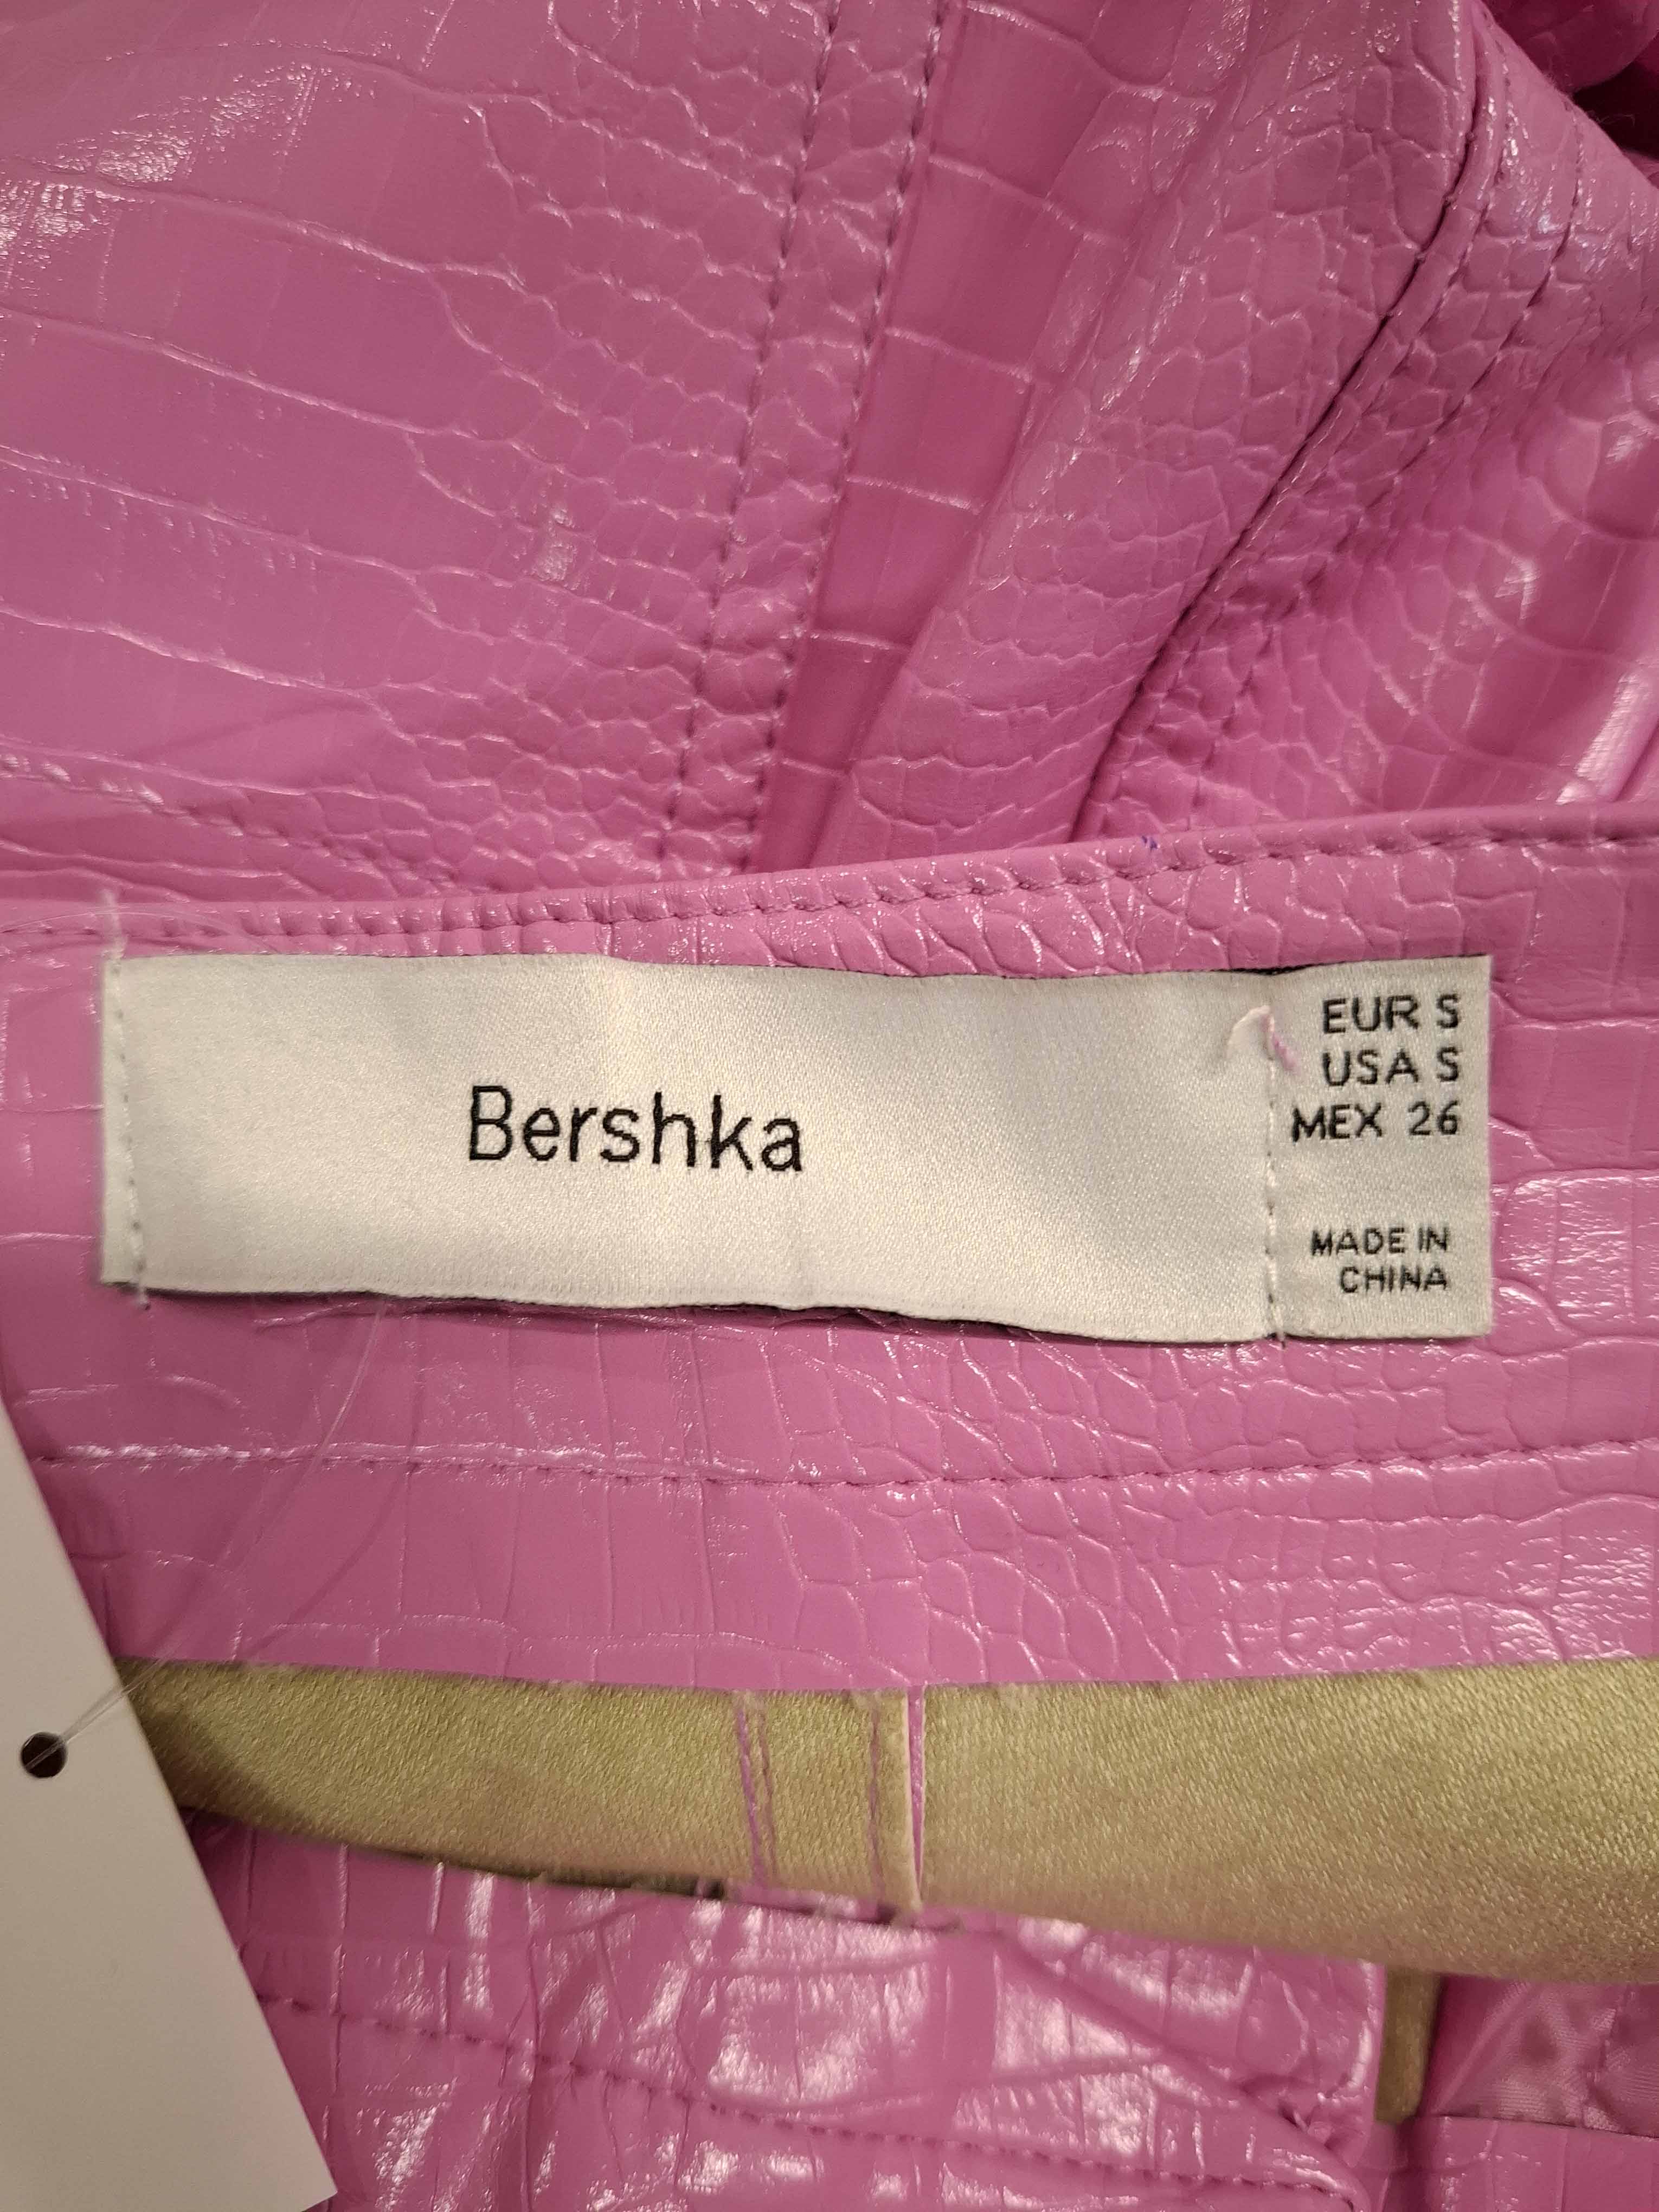 Bershka
EUR S
USA S
MEX 26
MADE IN
CHINA